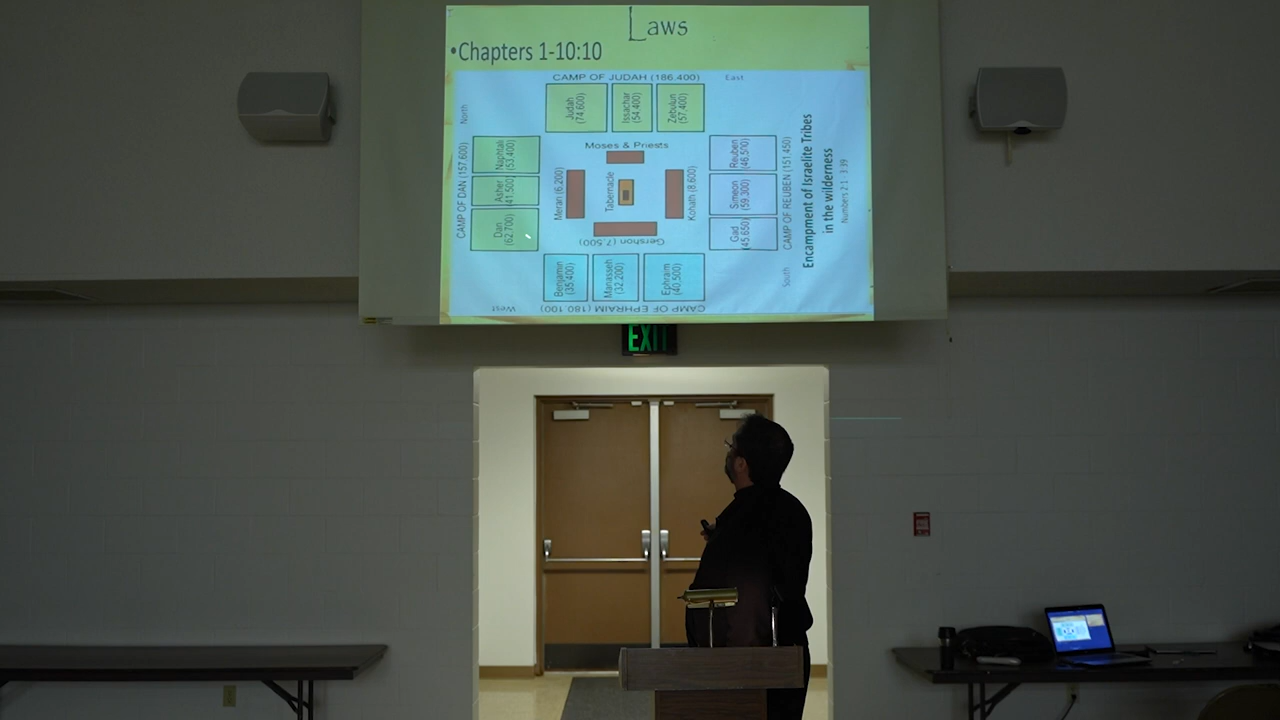 Laws
•Chapters 1-10:10
CAMP OF JUDAH (186.400)
East
North
Judah
(74.600)
Issachar
(54.400)
Zebulun
(57.400)
CAMP OF DAN (157.600)
Naphtali
(53.400)
Asher
(41.500)
Dan
(62.700)
Moses & Priests
Merari (6.200)
Tabernacle
Kohath (8.600)
Gershon (7.500)
Reuben
(46.500)
Simeon
(59.300)
Gad
(45.650)
CAMP OF REUBEN (151.450)
Encampment of Israelite Tribes
in the wilderness
Numbers 2:1 - 3:39
Benjamin
(35.400)
Manasseh
(32.200)
Ephraim
(40.500)
South
West
CAMP OF EPHRAIM (180.100)
EXIT